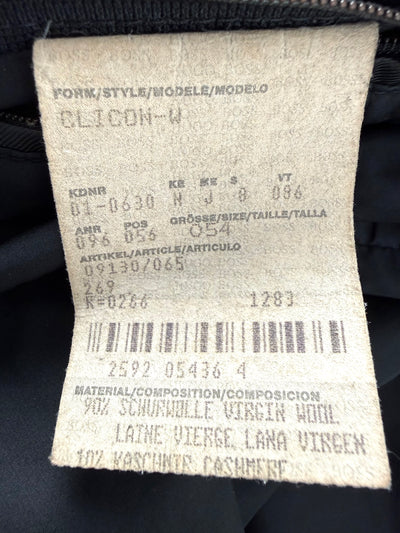 FORM/STYLE/MODELE/MODELO
CLICON-W
KDNR KE ME S VT
01-0630 N J 8 086
ANR POS GRÖSSE/SIZE/TAILLE/TALLA
096 056 054
ARTIKEL/ARTICLE/ARTICULO
09130/065
269
K=0266 1283
2592 05436 4
MATERIAL/COMPOSITION/COMPOSICION
90% SCHURWOLLE VIRGIN WOOL
LAINE VIERGE LANA VIRGEN
10% KASCHMIR CASHMERE